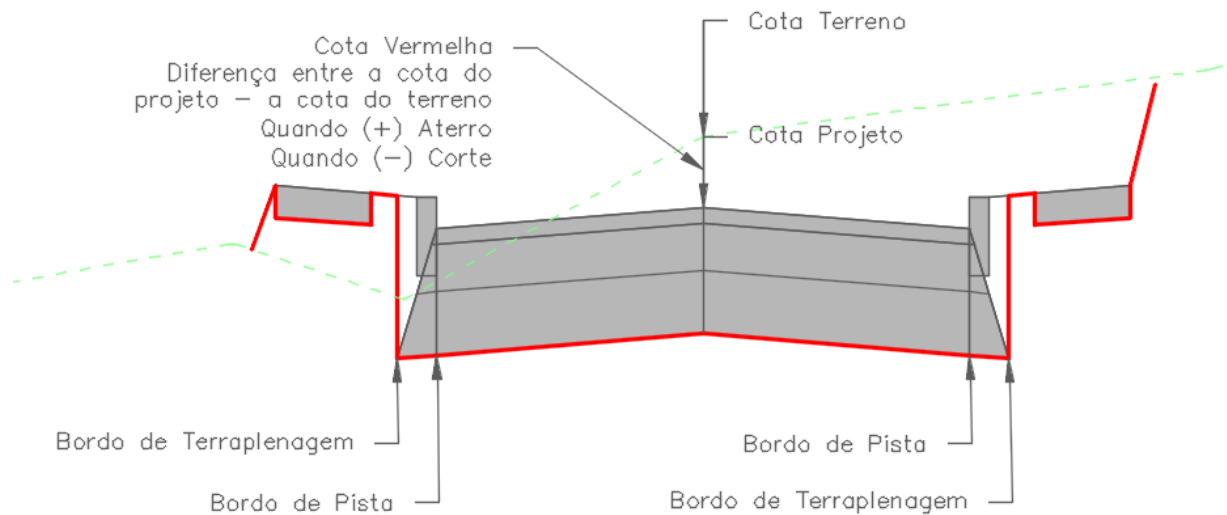 Cota Terreno
Cota Vermelha
Diferença entre a cota do
projeto – a cota do terreno
Quando (+) Aterro
Quando (–) Corte
Cota Projeto
Bordo de Terraplenagem
Bordo de Pista
Bordo de Pista
Bordo de Terraplenagem